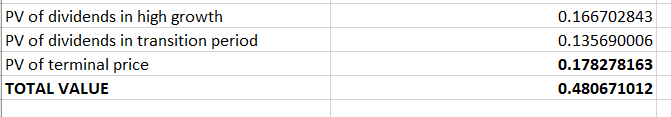 PV of dividends in high growth 0.166702843
PV of dividends in transition period 0.135690006
PV of terminal price 0.178278163
TOTAL VALUE 0.480671012